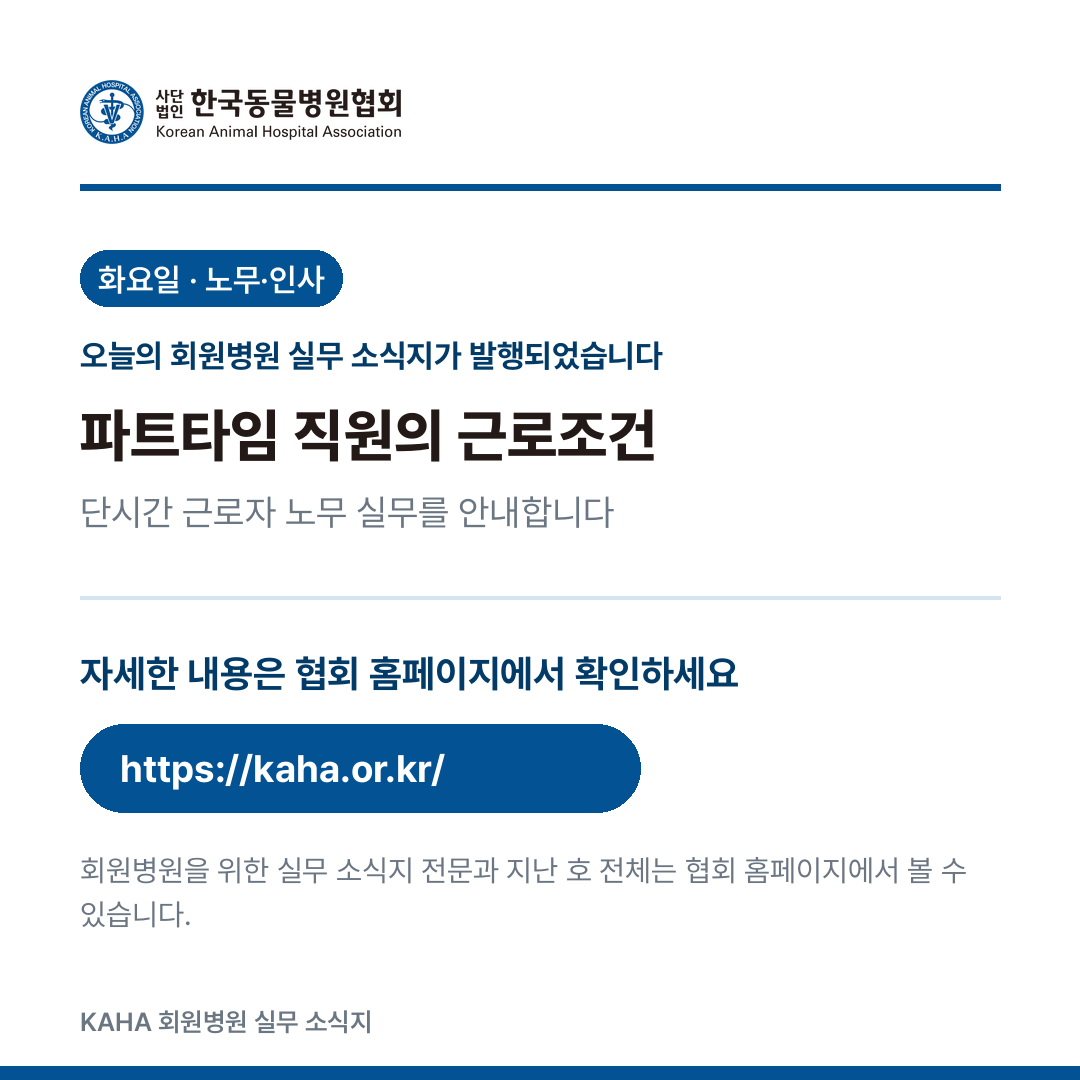 KOREAN ANIMAL HOSPITAL ASSOCIATION
K.A.H.A
사단법인 한국동물병원협회
Korean Animal Hospital Association
화요일 · 노무·인사
오늘의 회원병원 실무 소식지가 발행되었습니다
파트타임 직원의 근로조건
단시간 근로자 노무 실무를 안내합니다
자세한 내용은 협회 홈페이지에서 확인하세요
https://kaha.or.kr/
회원병원을 위한 실무 소식지 전문과 지난 호 전체는 협회 홈페이지에서 볼 수
있습니다.
KAHA 회원병원 실무 소식지